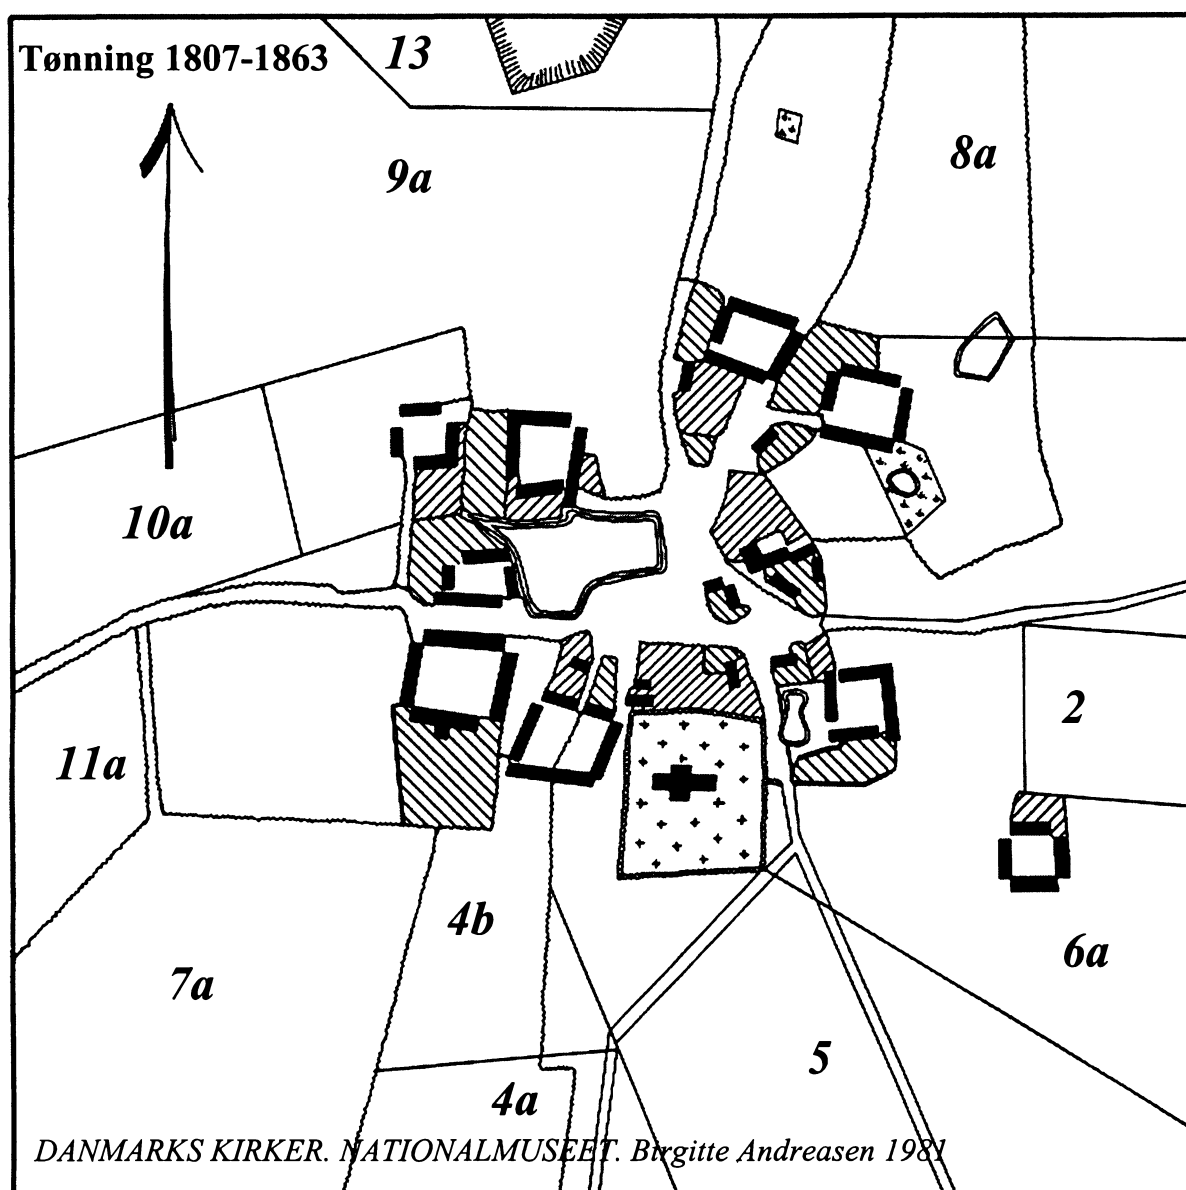 Tønning 1807-1863
13
9a
8a
10a
2
11a
4b
6a
7a
5
4a
DANMARKS KIRKER. NATIONALMUSEET. Birgitte Andreasen 1981